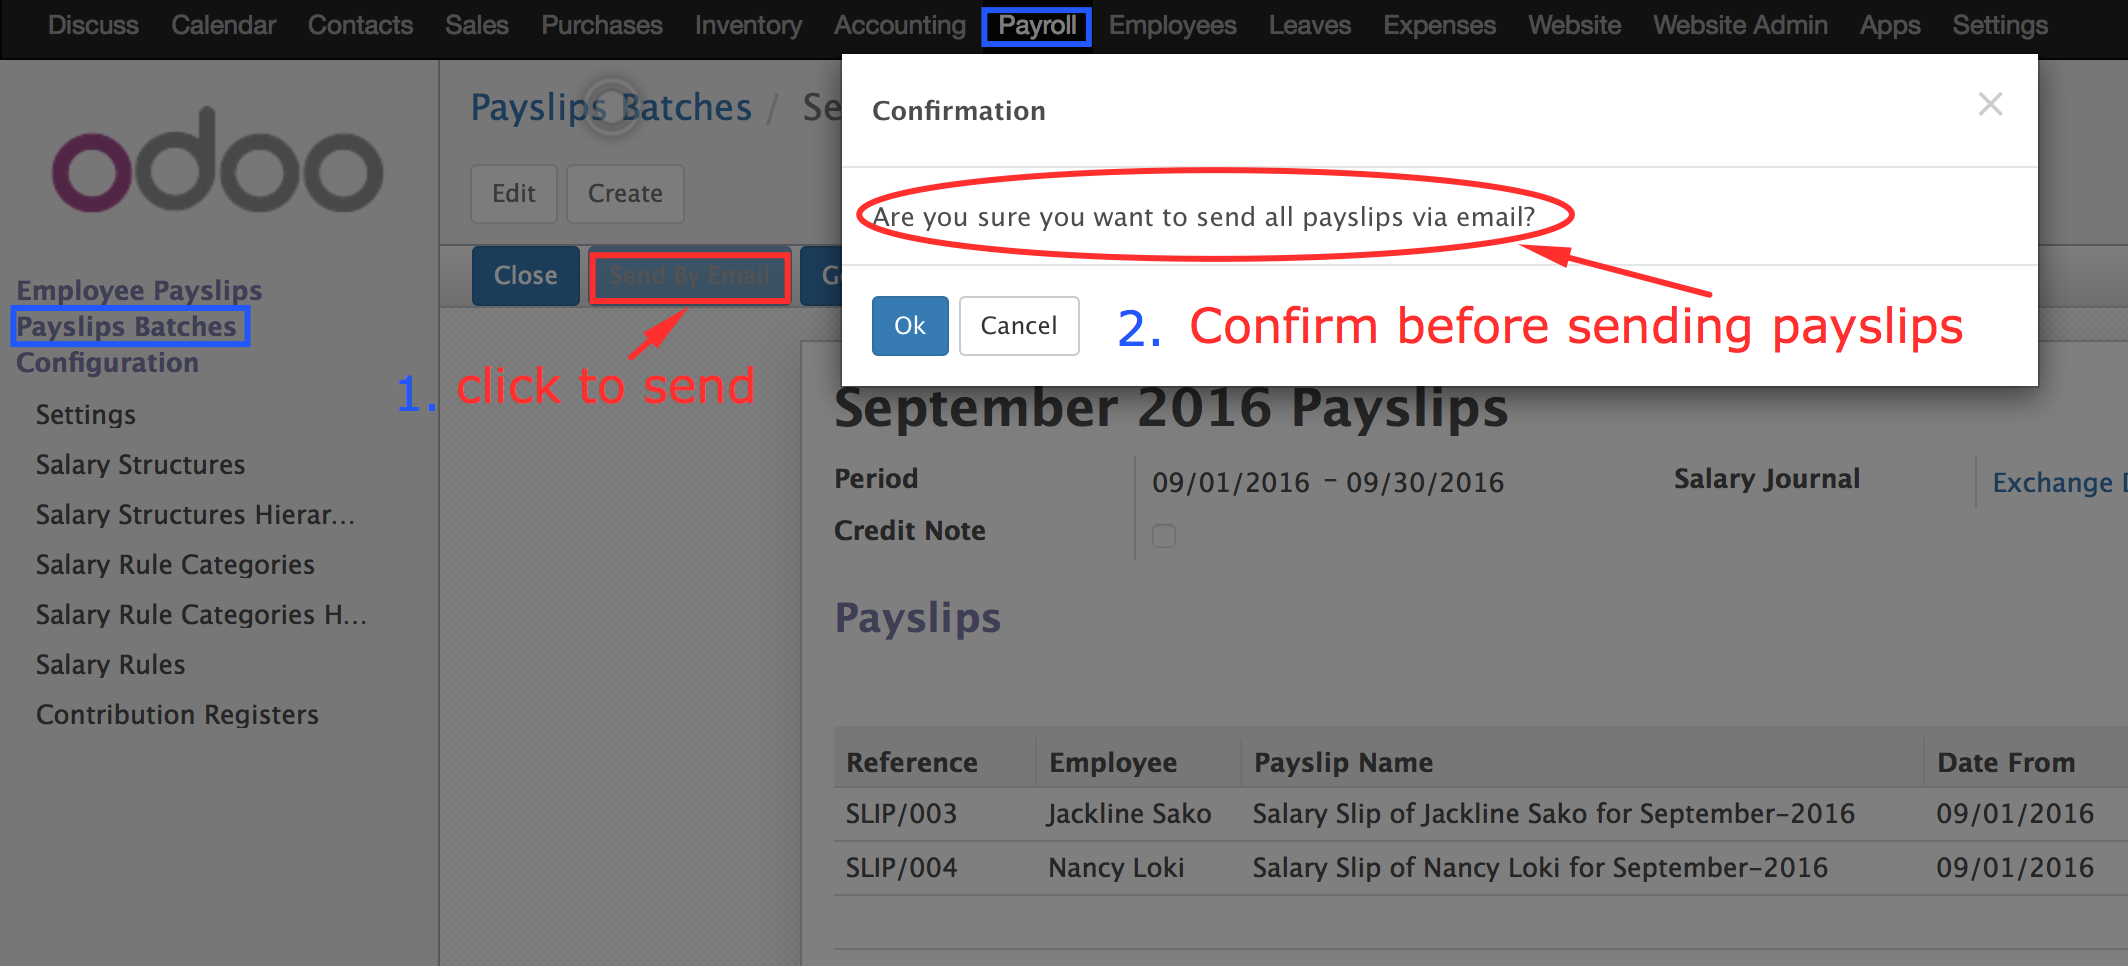 Discuss Calendar Contacts Sales Purchases Inventory Accounting Payroll Employees Leaves Expenses Website Website Admin Apps Settings
odoo
Employee Payslips
Payslips Batches
Configuration
Settings
Salary Structures
Salary Structures Hierar...
Salary Rule Categories
Salary Rule Categories H...
Salary Rules
Contribution Registers
Payslips Batches / Se
Edit Create
Close Send By Email G
1. click to send
Confirmation ×
Are you sure you want to send all payslips via email?
Ok Cancel
2. Confirm before sending payslips
September 2016 Payslips
Period 09/01/2016 - 09/30/2016 Salary Journal Exchange D
Credit Note
Payslips
Reference Employee Payslip Name Date From
SLIP/003 Jackline Sako Salary Slip of Jackline Sako for September-2016 09/01/2016
SLIP/004 Nancy Loki Salary Slip of Nancy Loki for September-2016 09/01/2016